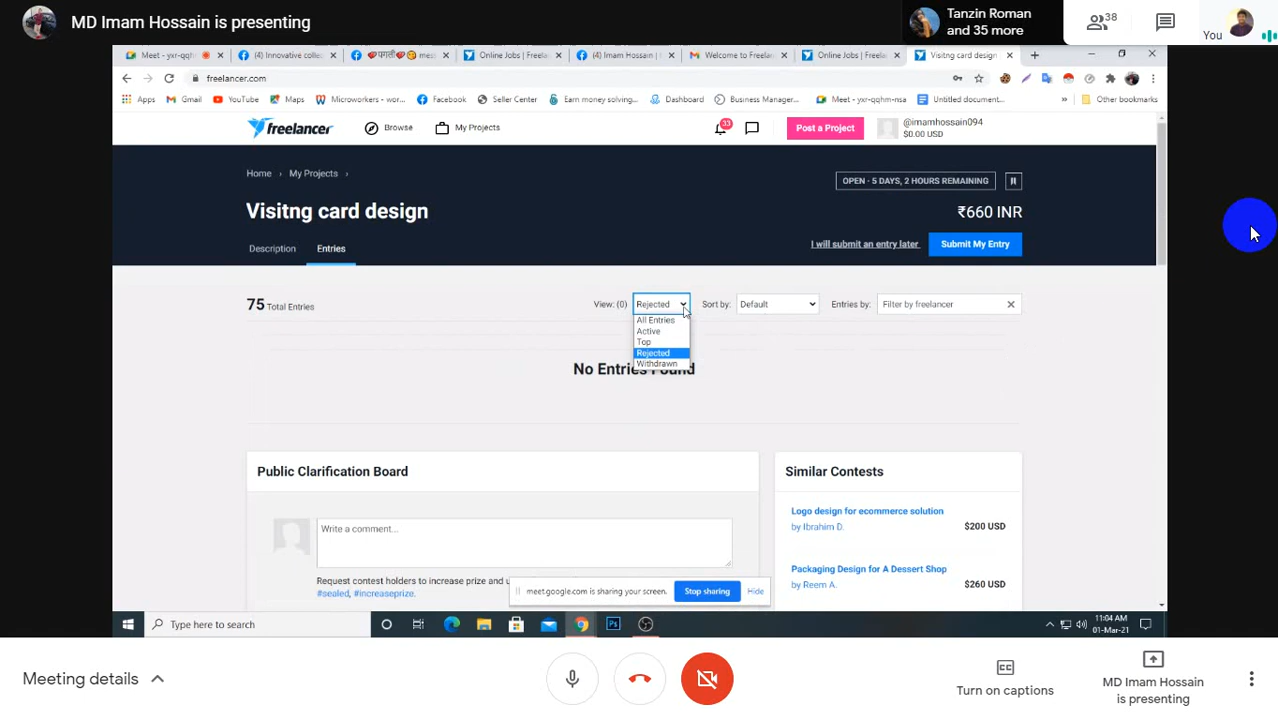 MD Imam Hossain is presenting
Tanzin Roman
and 35 more
38
You
Meet - yxr-qqh
(4) Innovative colle
mess
Online Jobs | Freela
(4) Imam Hossain |
Welcome to Freelan
Online Jobs | Freela
Visitng card design
freelancer.com
Apps
Gmail
YouTube
Maps
Microworkers - wor...
Facebook
Seller Center
Earn money solving...
Dashboard
Business Manager...
Meet - yxr-qqhm-nsa
Untitled document...
»
Other bookmarks
freelancer
Browse
My Projects
33
Post a Project
@imamhossain094
$0.00 USD
Home › My Projects ›
OPEN - 5 DAYS, 2 HOURS REMAINING
Visitng card design
₹660 INR
Description
Entries
I will submit an entry later.
Submit My Entry
75 Total Entries
View: (0)
Rejected
Sort by:
Default
Entries by:
Filter by freelancer
All Entries
Active
Top
Rejected
Withdrawn
No Entries Found
Public Clarification Board
Similar Contests
Write a comment...
Logo design for ecommerce solution
by Ibrahim D.
$200 USD
Packaging Design for A Dessert Shop
by Reem A.
$260 USD
Request contest holders to increase prize and u
#sealed, #increaseprize.
meet.google.com is sharing your screen.
Stop sharing
Hide
Type here to search
Ps
11:04 AM
01-Mar-21
Meeting details
Turn on captions
MD Imam Hossain
is presenting